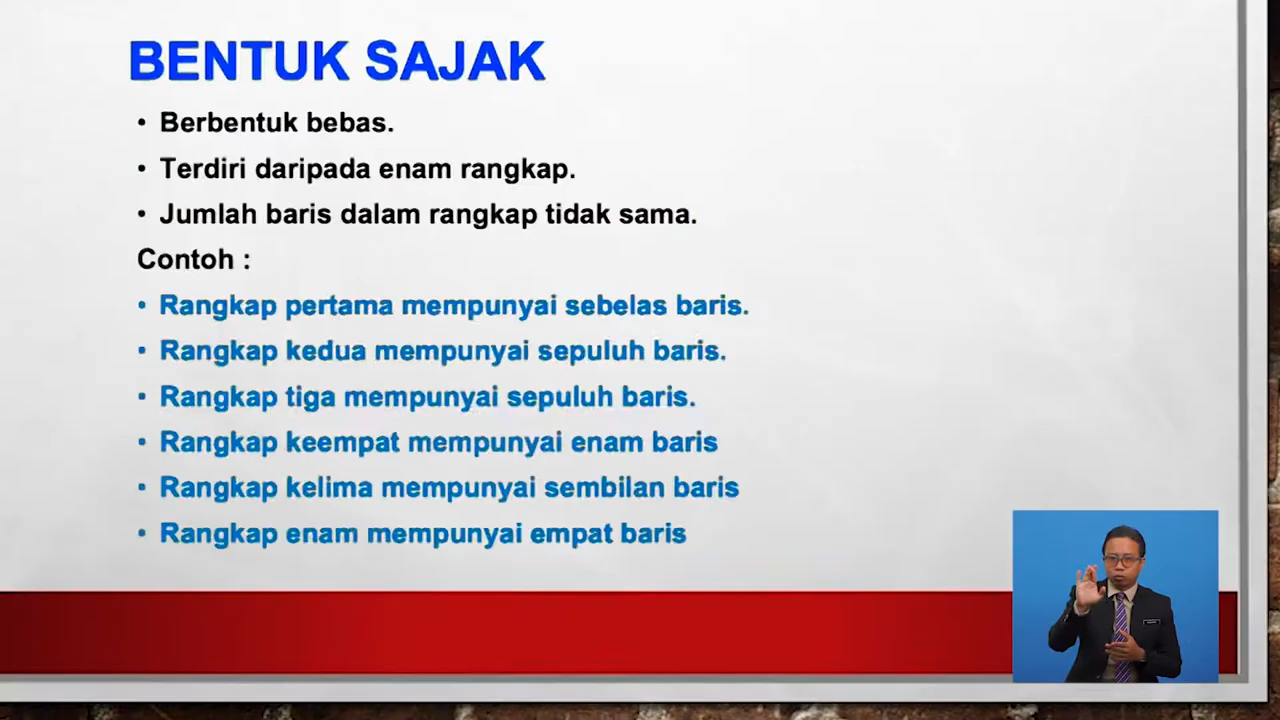 BENTUK SAJAK
• Berbentuk bebas.
• Terdiri daripada enam rangkap.
• Jumlah baris dalam rangkap tidak sama.
Contoh :
• Rangkap pertama mempunyai sebelas baris.
• Rangkap kedua mempunyai sepuluh baris.
• Rangkap tiga mempunyai sepuluh baris.
• Rangkap keempat mempunyai enam baris
• Rangkap kelima mempunyai sembilan baris
• Rangkap enam mempunyai empat baris